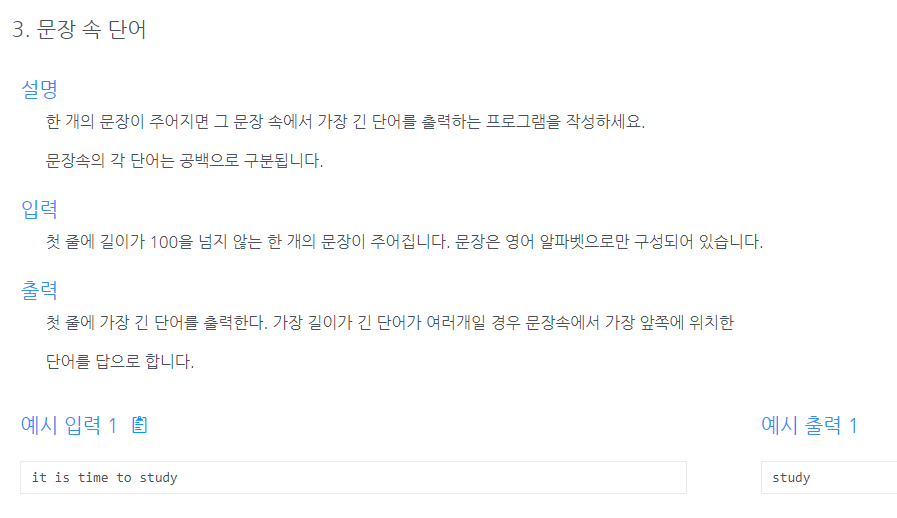 3. 문장 속 단어
설명
한 개의 문장이 주어지면 그 문장 속에서 가장 긴 단어를 출력하는 프로그램을 작성하세요.
문장속의 각 단어는 공백으로 구분됩니다.
입력
첫 줄에 길이가 100을 넘지 않는 한 개의 문장이 주어집니다. 문장은 영어 알파벳으로만 구성되어 있습니다.
출력
첫 줄에 가장 긴 단어를 출력한다. 가장 길이가 긴 단어가 여러개일 경우 문장속에서 가장 앞쪽에 위치한
단어를 답으로 합니다.
예시 입력 1
it is time to study
예시 출력 1
study